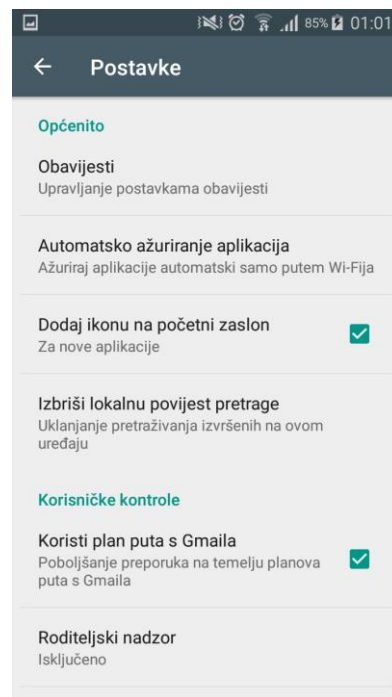 85% 01:01
Postavke
Općenito
Obavijesti
Upravljanje postavkama obavijesti
Automatsko ažuriranje aplikacija
Ažuriraj aplikacije automatski samo putem Wi-Fija
Dodaj ikonu na početni zaslon
Za nove aplikacije
Izbriši lokalnu povijest pretrage
Uklanjanje pretraživanja izvršenih na ovom
uređaju
Korisničke kontrole
Koristi plan puta s Gmaila
Poboljšanje preporuka na temelju planova
puta s Gmaila
Roditeljski nadzor
Isključeno